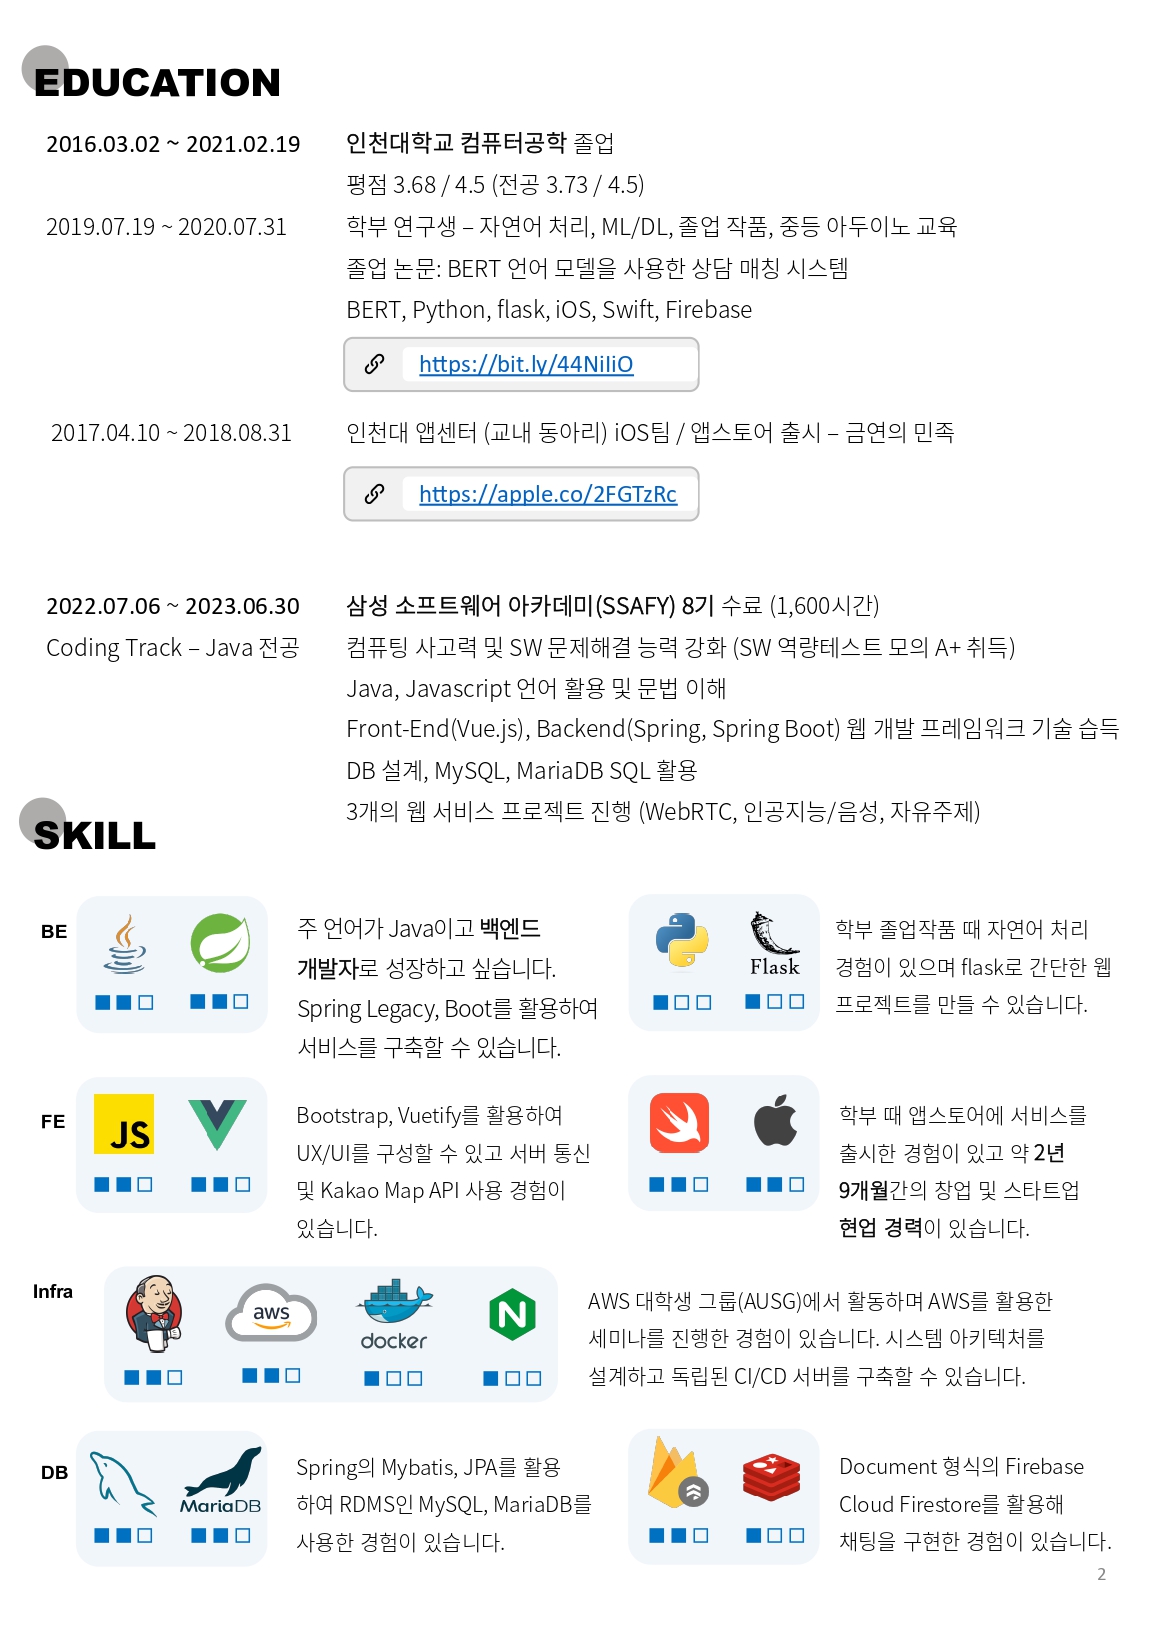 EDUCATION
2016.03.02 ~ 2021.02.19
인천대학교 컴퓨터공학 졸업
평점 3.68 / 4.5 (전공 3.73 / 4.5)
2019.07.19 ~ 2020.07.31
학부 연구생 – 자연어 처리, ML/DL, 졸업 작품, 중등 아두이노 교육
졸업 논문: BERT 언어 모델을 사용한 상담 매칭 시스템
BERT, Python, flask, iOS, Swift, Firebase
https://bit.ly/44NiIiO
2017.04.10 ~ 2018.08.31
인천대 앱센터 (교내 동아리) iOS팀 / 앱스토어 출시 – 금연의 민족
https://apple.co/2FGTzRc
2022.07.06 ~ 2023.06.30
삼성 소프트웨어 아카데미(SSAFY) 8기 수료 (1,600시간)
Coding Track – Java 전공
컴퓨팅 사고력 및 SW 문제해결 능력 강화 (SW 역량테스트 모의 A+ 취득)
Java, Javascript 언어 활용 및 문법 이해
Front-End(Vue.js), Backend(Spring, Spring Boot) 웹 개발 프레임워크 기술 습득
DB 설계, MySQL, MariaDB SQL 활용
3개의 웹 서비스 프로젝트 진행 (WebRTC, 인공지능/음성, 자유주제)
SKILL
BE
주 언어가 Java이고 백엔드
개발자로 성장하고 싶습니다.
Spring Legacy, Boot를 활용하여
서비스를 구축할 수 있습니다.
Flask
학부 졸업작품 때 자연어 처리
경험이 있으며 flask로 간단한 웹
프로젝트를 만들 수 있습니다.
FE
JS
Bootstrap, Vuetify를 활용하여
UX/UI를 구성할 수 있고 서버 통신
및 Kakao Map API 사용 경험이
있습니다.
학부 때 앱스토어에 서비스를
출시한 경험이 있고 약 2년
9개월간의 창업 및 스타트업
현업 경력이 있습니다.
Infra
aws
docker
N
AWS 대학생 그룹(AUSG)에서 활동하며 AWS를 활용한
세미나를 진행한 경험이 있습니다. 시스템 아키텍처를
설계하고 독립된 CI/CD 서버를 구축할 수 있습니다.
DB
MariaDB
Spring의 Mybatis, JPA를 활용
하여 RDMS인 MySQL, MariaDB를
사용한 경험이 있습니다.
Document 형식의 Firebase
Cloud Firestore를 활용해
채팅을 구현한 경험이 있습니다.
2